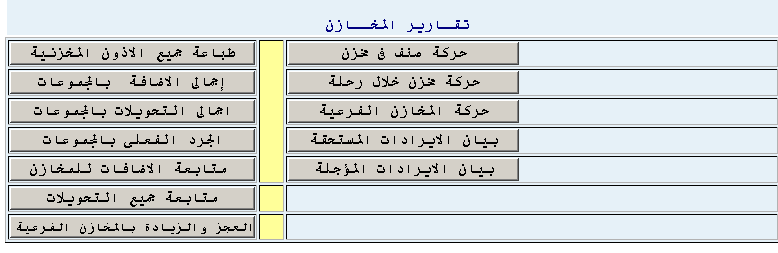 تقارير المخازن
حركة صنف فى مخزن
طباعة جميع الاذون المخزنية
حركة مخزن خلال رحلة
إجمالى الاضافة بالمجموعات
حركة المخازن الفرعية
اجمالى التحويلات بالمجموعات
بيان الايرادات المستحقة
الجرد الفعلى بالمجموعات
بيان الايرادات المؤجلة
متابعة الاضافات للمخازن
متابعة جميع التحويلات
العجز والزيادة بالمخازن الفرعية